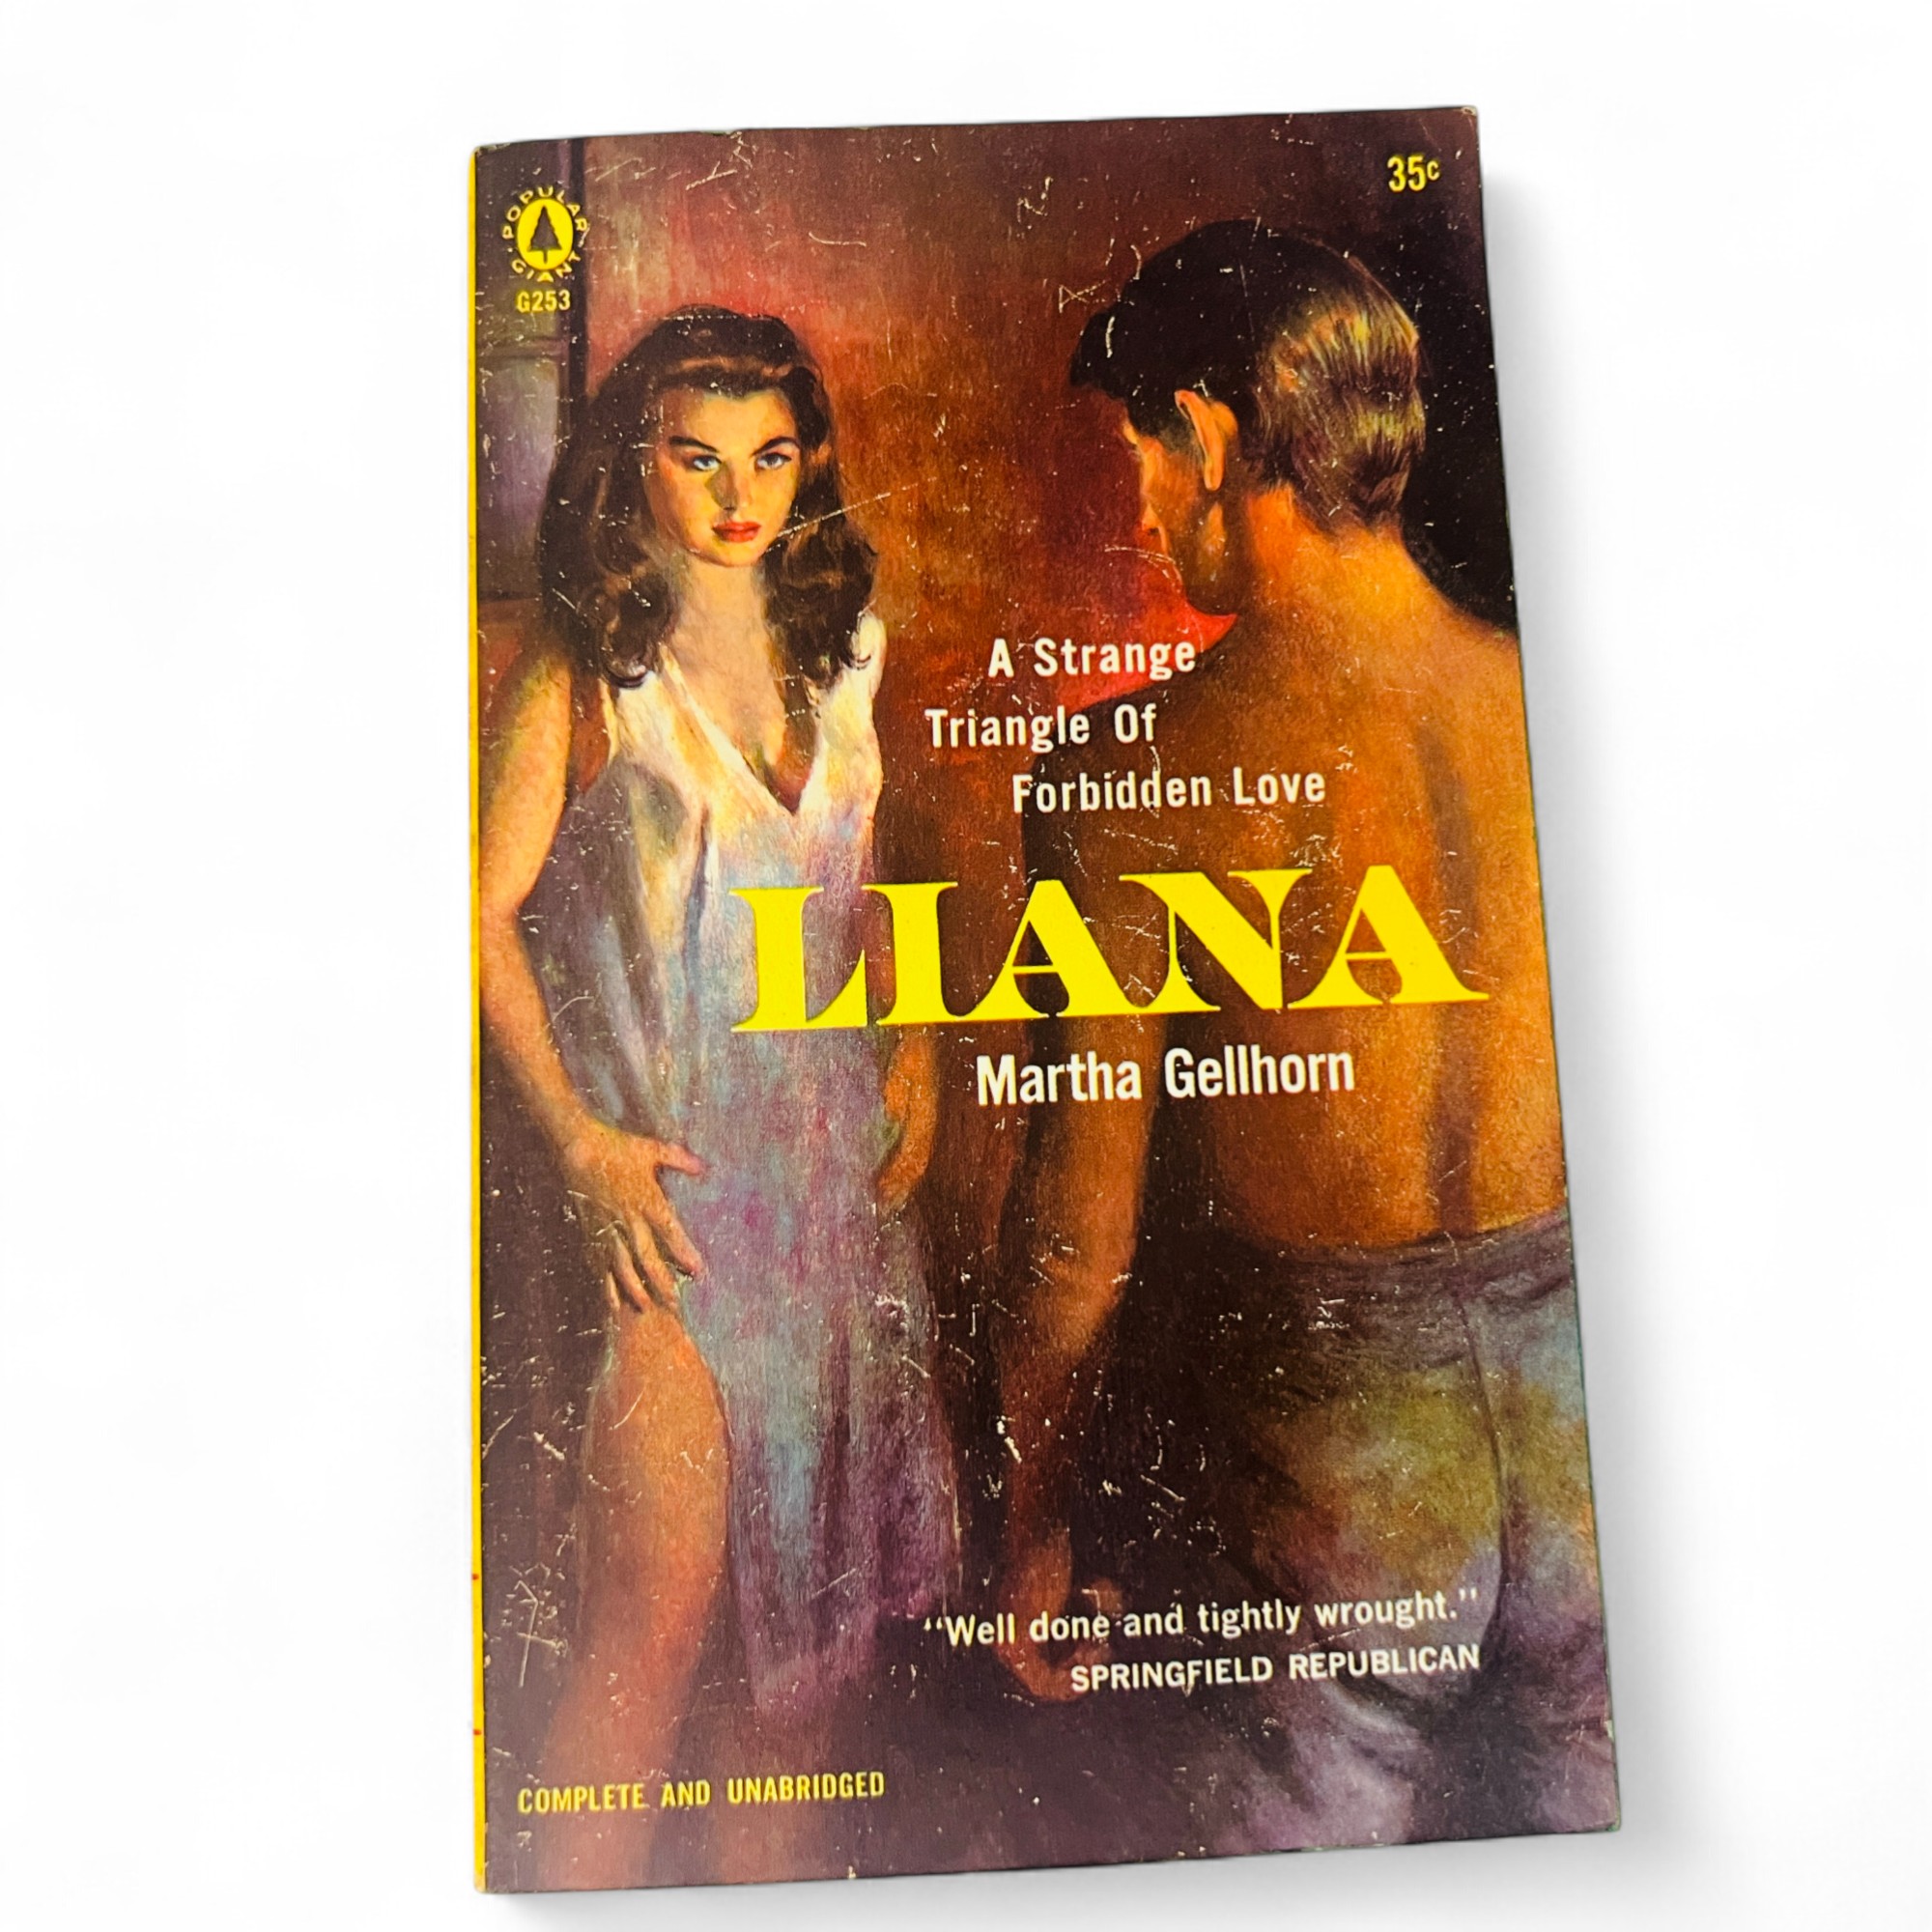 POPULAR
GIANT
G253
35c
A Strange
Triangle Of
Forbidden Love
LIANA
Martha Gellhorn
"Well done and tightly wrought."
SPRINGFIELD REPUBLICAN
COMPLETE AND UNABRIDGED